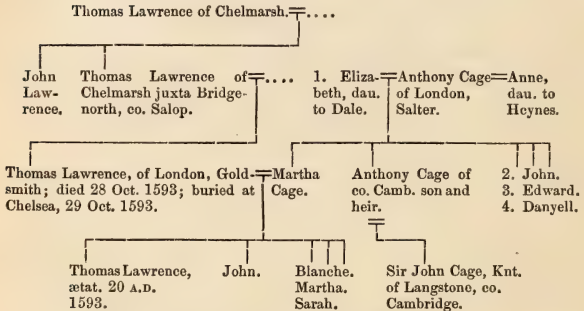 Thomas Lawrence of Chelmarsh.=....
John Law-
rence.
Thomas Lawrence of=....
Chelmarsh juxta Bridge-
north, co. Salop.
1. Eliza-
beth, dau.
to Dale.
=Anthony Cage=
of London,
Salter.
Anne,
dau. to
Heynes.
Thomas Lawrence, of London, Gold-
smith; died 28 Oct. 1593; buried at
Chelsea, 29 Oct. 1593.
=Martha
Cage.
Anthony Cage of
co. Camb. son and
heir.
=
2. John.
3. Edward.
4. Danyell.
Thomas Lawrence,
ætat. 20 A.D.
1593.
John.
Blanche.
Martha.
Sarah.
Sir John Cage, Knt.
of Langstone, co.
Cambridge.